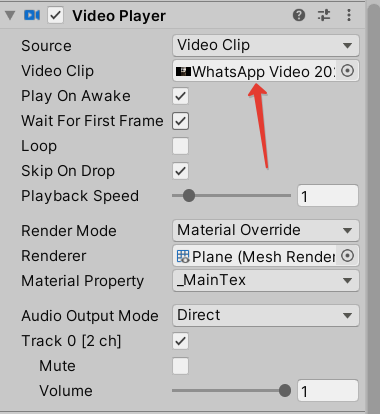 Video Player
Source Video Clip
Video Clip WhatsApp Video 20
Play On Awake
Wait For First Frame
Loop
Skip On Drop
Playback Speed 1
Render Mode Material Override
Renderer Plane (Mesh Render
Material Property _MainTex
Audio Output Mode Direct
Track 0 [2 ch]
Mute
Volume 1